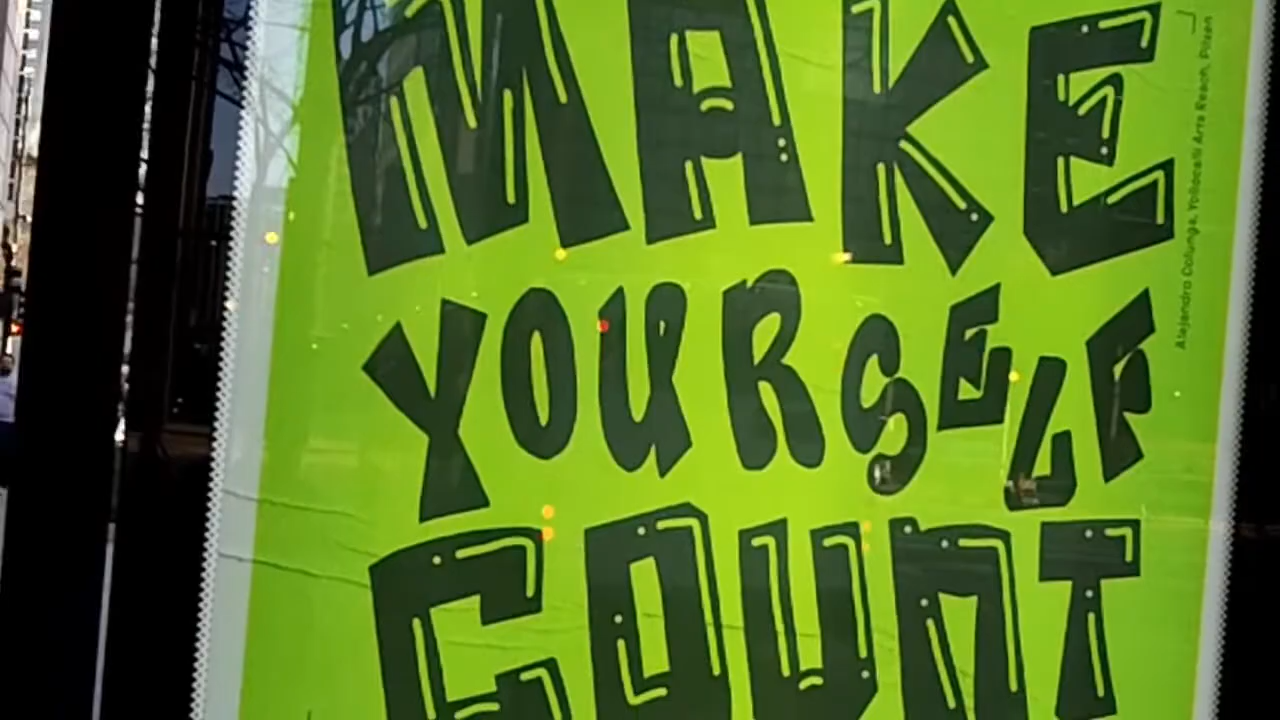 MAKE
YOURSELF
COUNT
Alejandro Colunga, Yollocalli Arts Reach, Pilsen